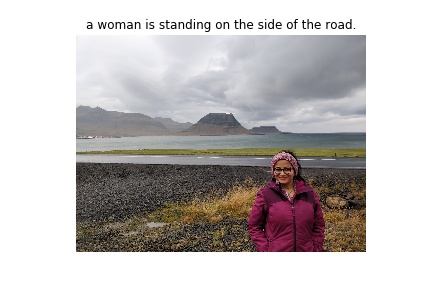 a woman is standing on the side of the road.